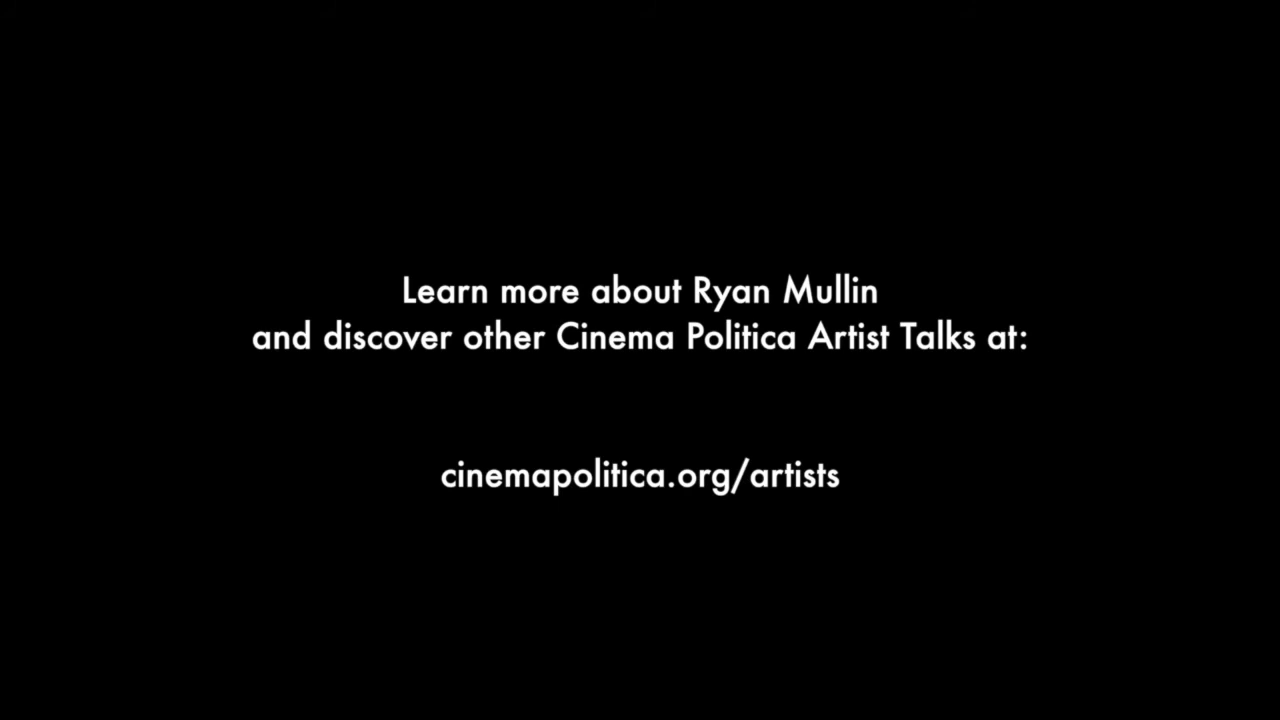 Learn more about Ryan Mullin
and discover other Cinema Politica Artist Talks at:
cinemapolitica.org/artists